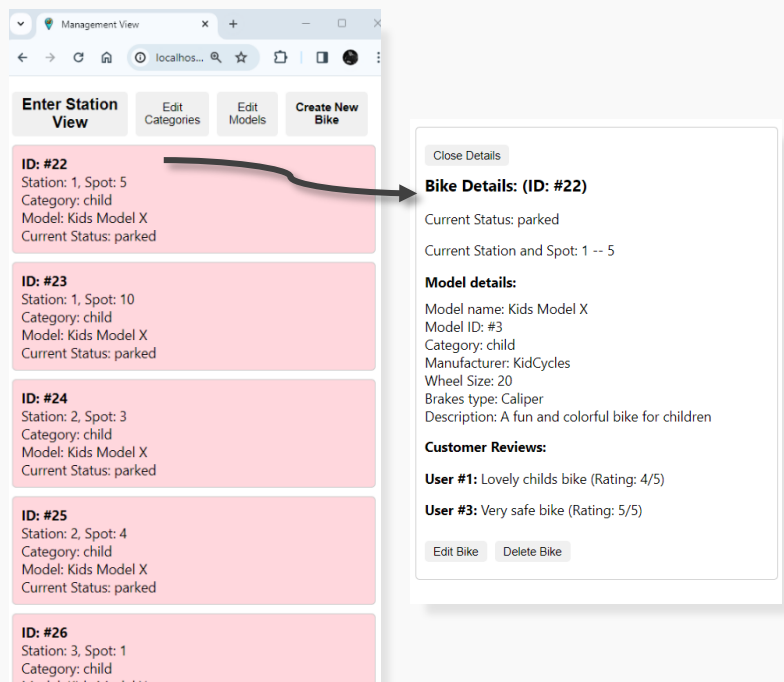 Management View
localhos...
Enter Station
View
Edit
Categories
Edit
Models
Create New
Bike
ID: #22
Station: 1, Spot: 5
Category: child
Model: Kids Model X
Current Status: parked
ID: #23
Station: 1, Spot: 10
Category: child
Model: Kids Model X
Current Status: parked
ID: #24
Station: 2, Spot: 3
Category: child
Model: Kids Model X
Current Status: parked
ID: #25
Station: 2, Spot: 4
Category: child
Model: Kids Model X
Current Status: parked
ID: #26
Station: 3, Spot: 1
Category: child
Close Details
Bike Details: (ID: #22)
Current Status: parked
Current Station and Spot: 1 -- 5
Model details:
Model name: Kids Model X
Model ID: #3
Category: child
Manufacturer: KidCycles
Wheel Size: 20
Brakes type: Caliper
Description: A fun and colorful bike for children
Customer Reviews:
User #1: Lovely childs bike (Rating: 4/5)
User #3: Very safe bike (Rating: 5/5)
Edit Bike
Delete Bike